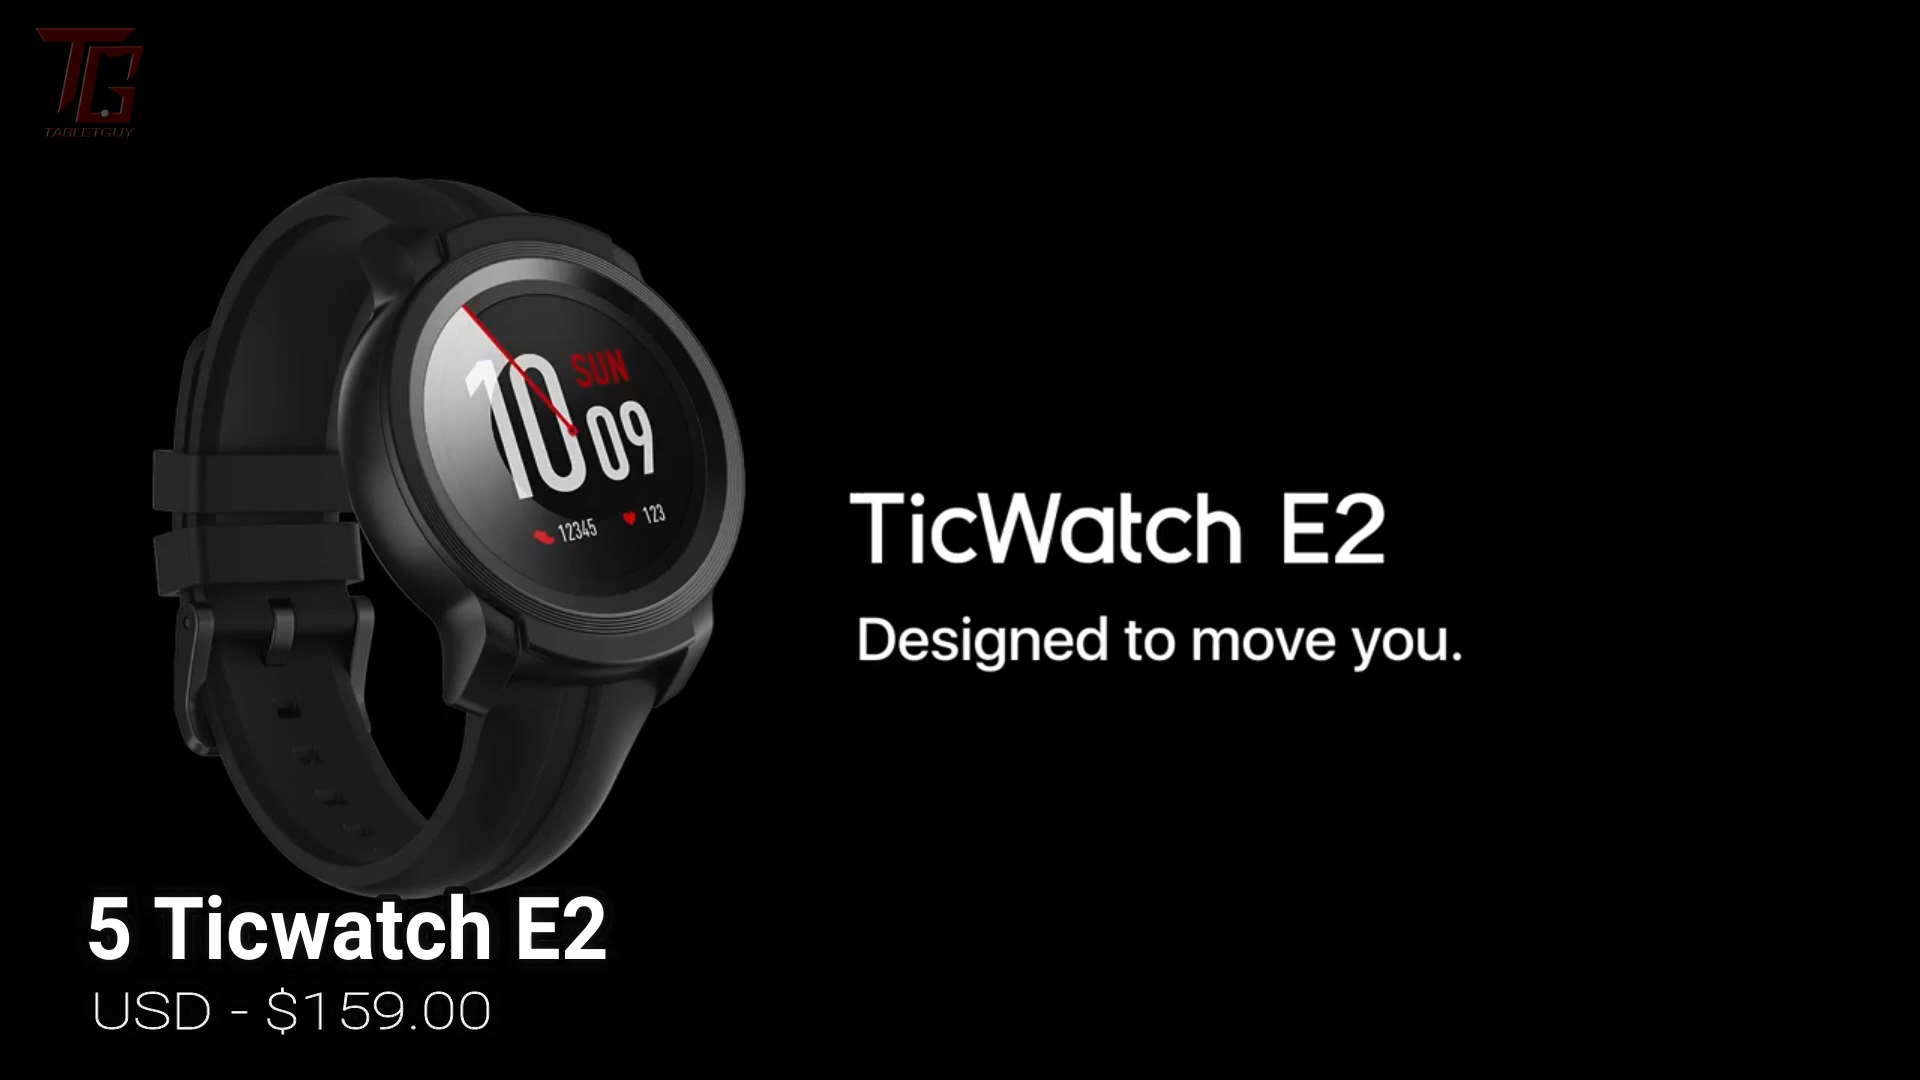 TG
TABLETGUY
SUN
10 09
12345 123
TicWatch E2
Designed to move you.
5 Ticwatch E2
USD - $159.00